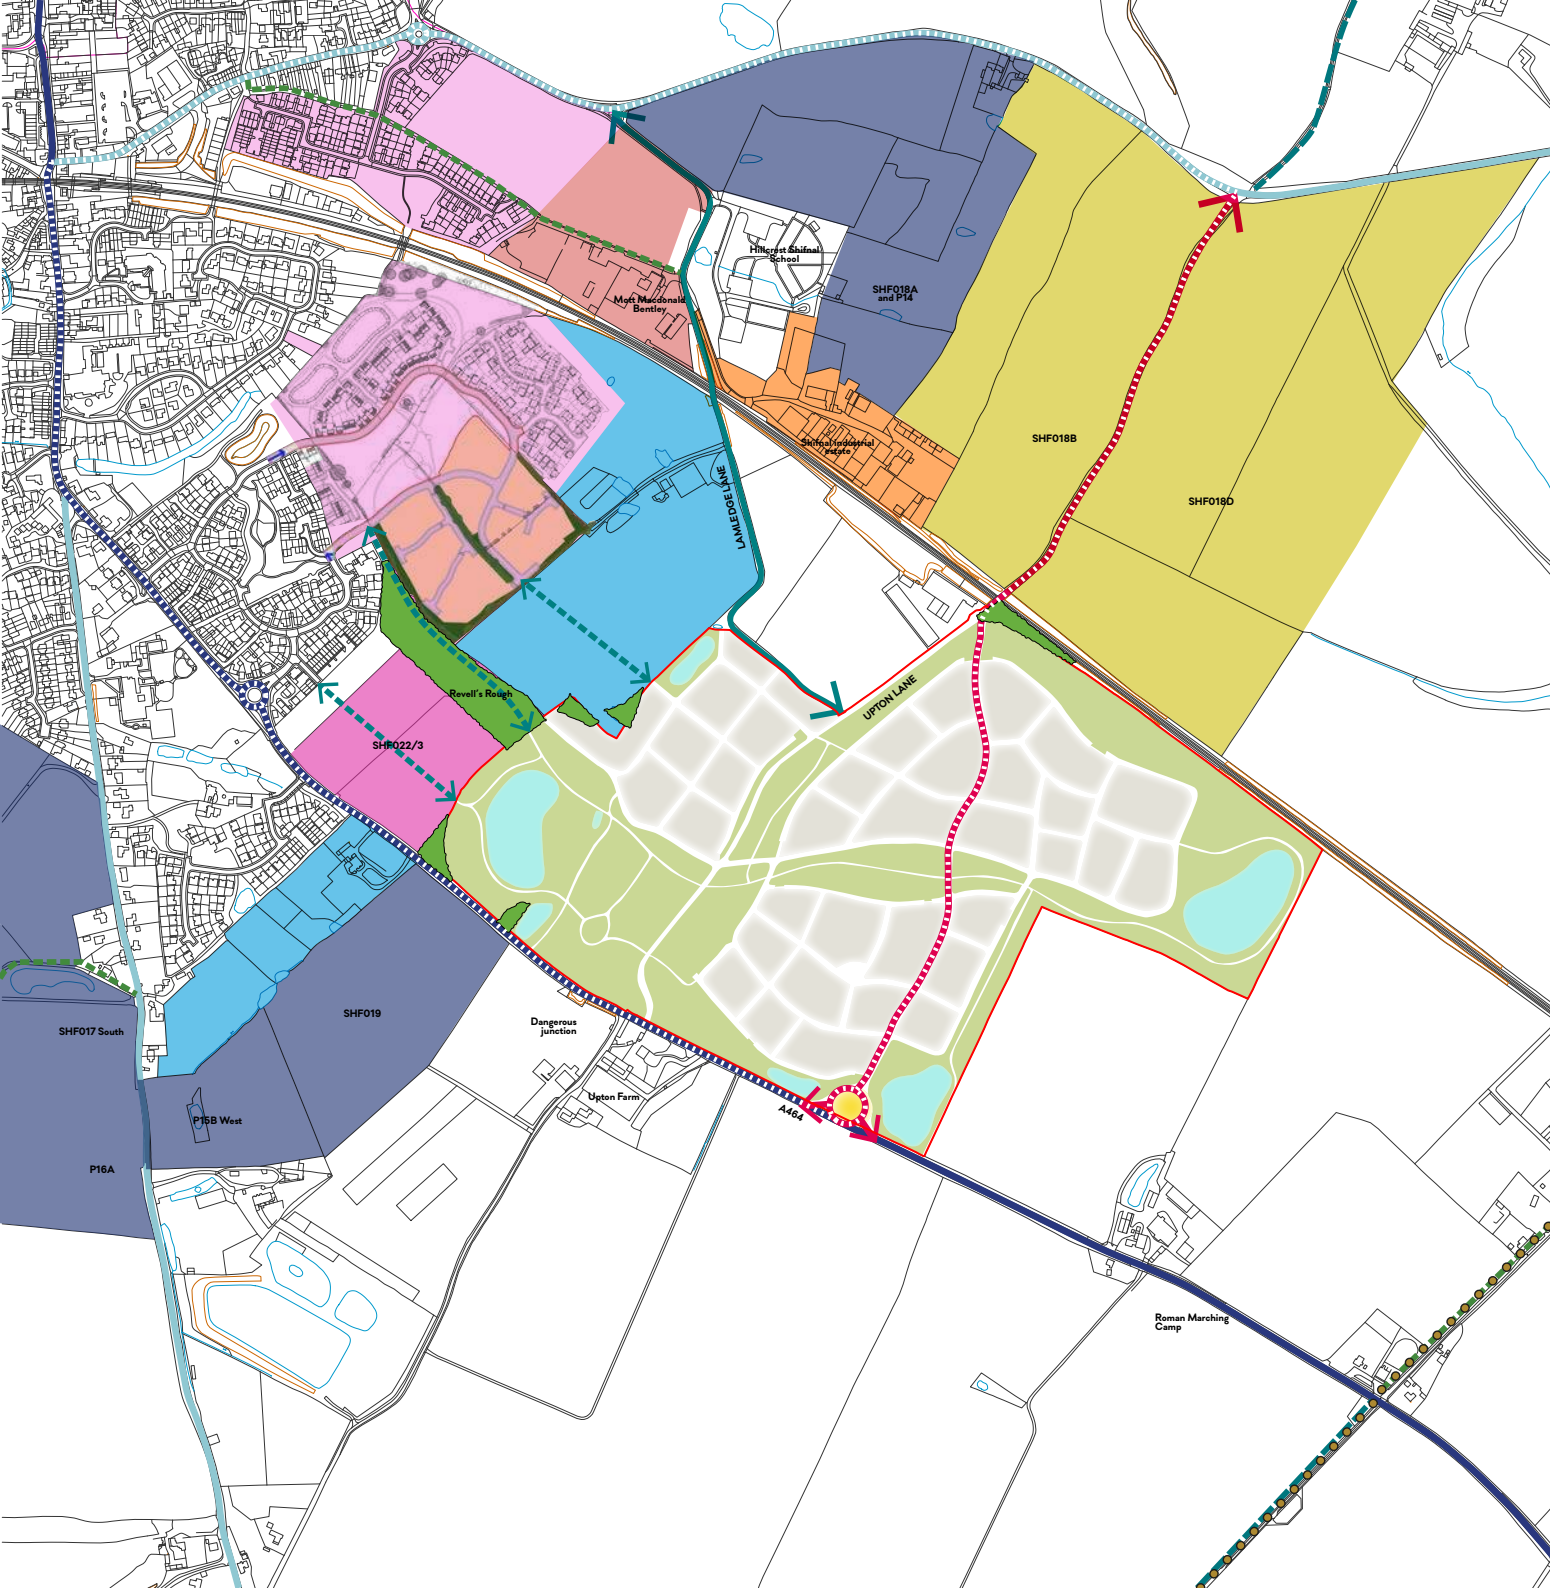 Hillcrest Shifnal
School
SHF018A
and P14
Mott Macdonald
Bentley
SHF018B
Shifnal industrial
estate
LAMLEDGE LANE
SHF018D
Revell's Rough
UPTON LANE
SHF022/3
SHF019
Dangerous
junction
SHF017 South
Upton Farm
A464
P15B West
P16A
Roman Marching
Camp